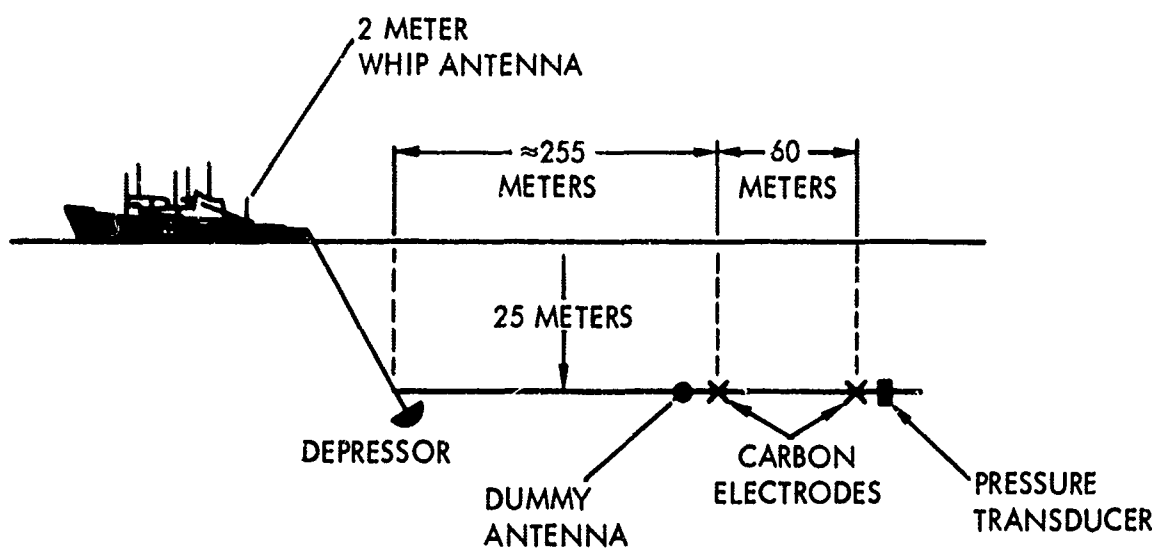 2 METER
WHIP ANTENNA
≈255
METERS
60
METERS
25 METERS
DEPRESSOR
DUMMY
ANTENNA
CARBON
ELECTRODES
PRESSURE
TRANSDUCER